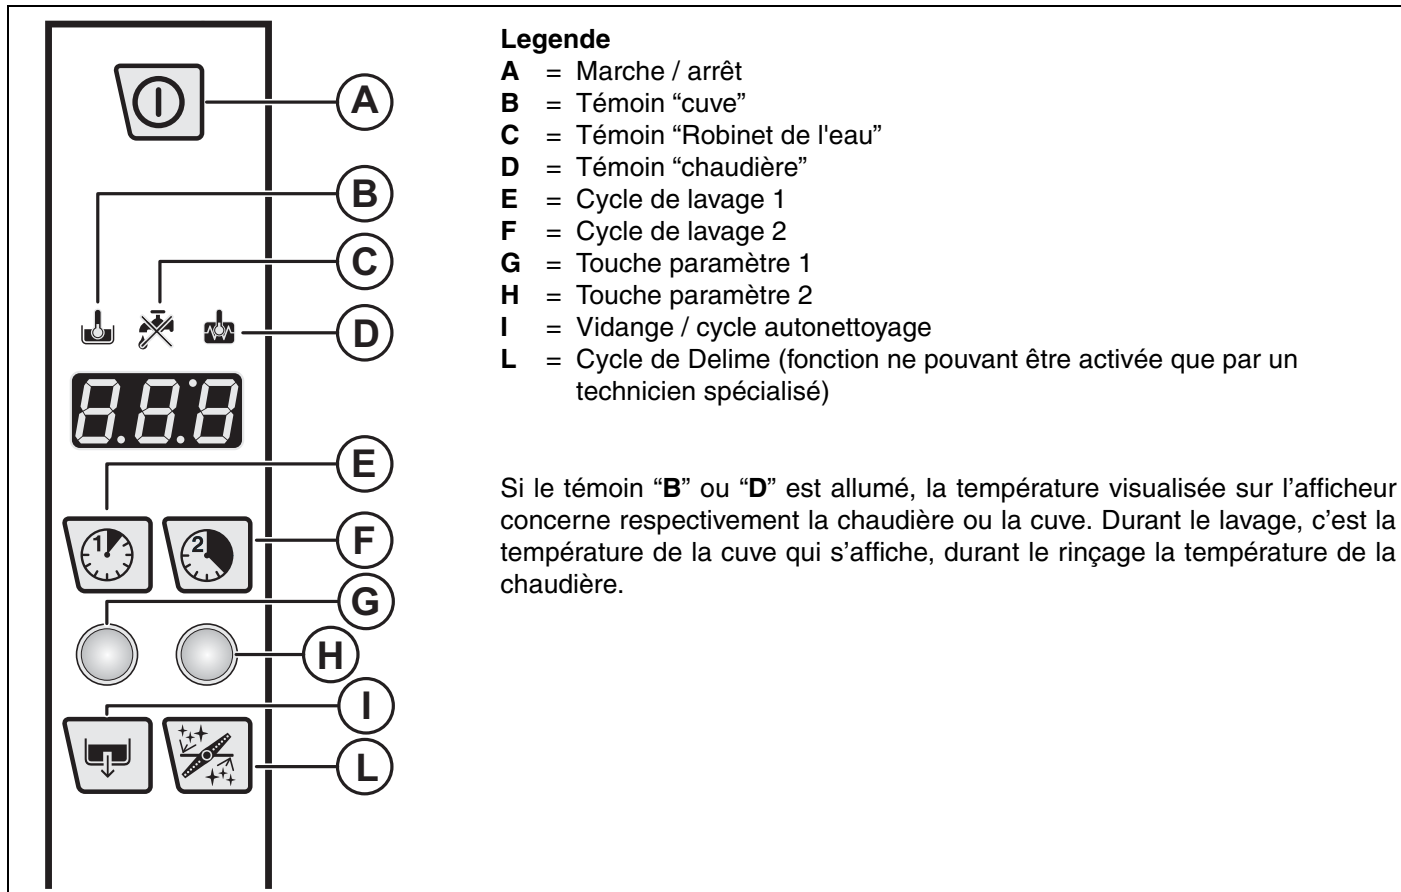 A
B
C
D
8.8.8
E
1
2
F
G
H
I
L
Legende
A = Marche / arrêt
B = Témoin “cuve”
C = Témoin “Robinet de l'eau”
D = Témoin “chaudière”
E = Cycle de lavage 1
F = Cycle de lavage 2
G = Touche paramètre 1
H = Touche paramètre 2
I = Vidange / cycle autonettoyage
L = Cycle de Delime (fonction ne pouvant être activée que par un
technicien spécialisé)
Si le témoin “B” ou “D” est allumé, la température visualisée sur l’afficheur
concerne respectivement la chaudière ou la cuve. Durant le lavage, c’est la
température de la cuve qui s’affiche, durant le rinçage la température de la
chaudière.